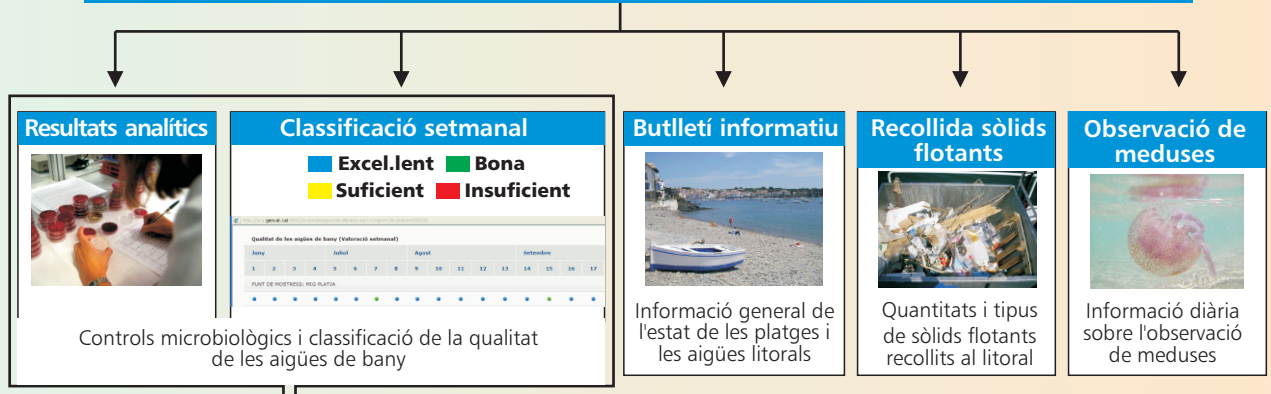 Resultats analítics
Classificació setmanal
Excel.lent Bona
Suficient Insuficient
Qualitat de les aigües de bany (Valoració setmanal)
Juny Juliol Agost Setembre
1 2 3 4 5 6 7 8 9 10 11 12 13 14 15 16 17
PUNT DE MOSTREIG: MIG PLATJA
Controls microbiològics i classificació de la qualitat
de les aigües de bany
Butlletí informatiu
Informació general de
l'estat de les platges i
les aigües litorals
Recollida sòlids
flotants
Quantitats i tipus
de sòlids flotants
recollits al litoral
Observació de
meduses
Informació diària
sobre l'observació
de meduses